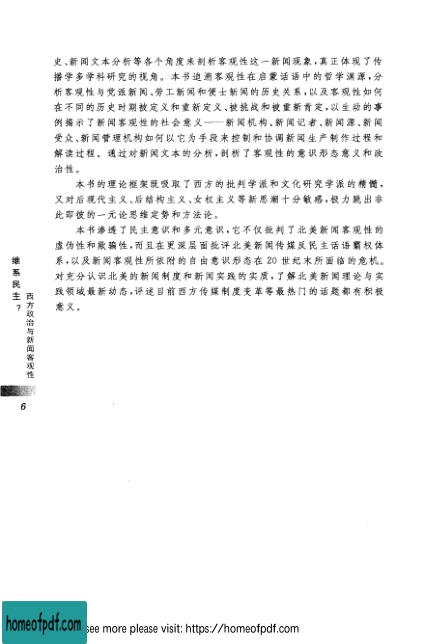 史、新闻文本分析等各个角度来剖析客观性这一新闻现象,真正体现了传
播学多学科研究的视角。本书追溯客观性在启蒙话语中的哲学渊源,分
析客观性与党派新闻、劳工新闻和便士新闻的历史关系,以及客观性如何
在不同的历史时期被定义和重新定义、被挑战和被重新肯定,以生动的事
例揭示了新闻客观性的社会意义——新闻机构、新闻记者、新闻源、新闻
受众、新闻管理机构如何以它为手段来控制和协调新闻生产制作过程和
解读过程。通过对新闻文本的分析,剖析了客观性的意识形态意义和政
治性。
本书的理论框架既吸取了西方的批判学派和文化研究学派的精髓,
又对后现代主义、后结构主义、女权主义等新思潮十分敏感,极力跳出非
此即彼的一元论思维定势和方法论。
本书渗透了民主意识和多元意识,它不仅批判了北美新闻客观性的
虚伪性和欺骗性,而且在更深层面批评北美新闻传媒反民主话语霸权体
系,以及新闻客观性所依附的自由意识形态在 20 世纪末所面临的危机。
对充分认识北美的新闻制度和新闻实践的实质,了解北美新闻理论与实
践领域最新动态,评述目前西方传媒制度变革等最热门的话题都有积极
意义。
维系民主?
西方政治与新闻客观性
6
homeofpdf.com
see more please visit: https://homeofpdf.com